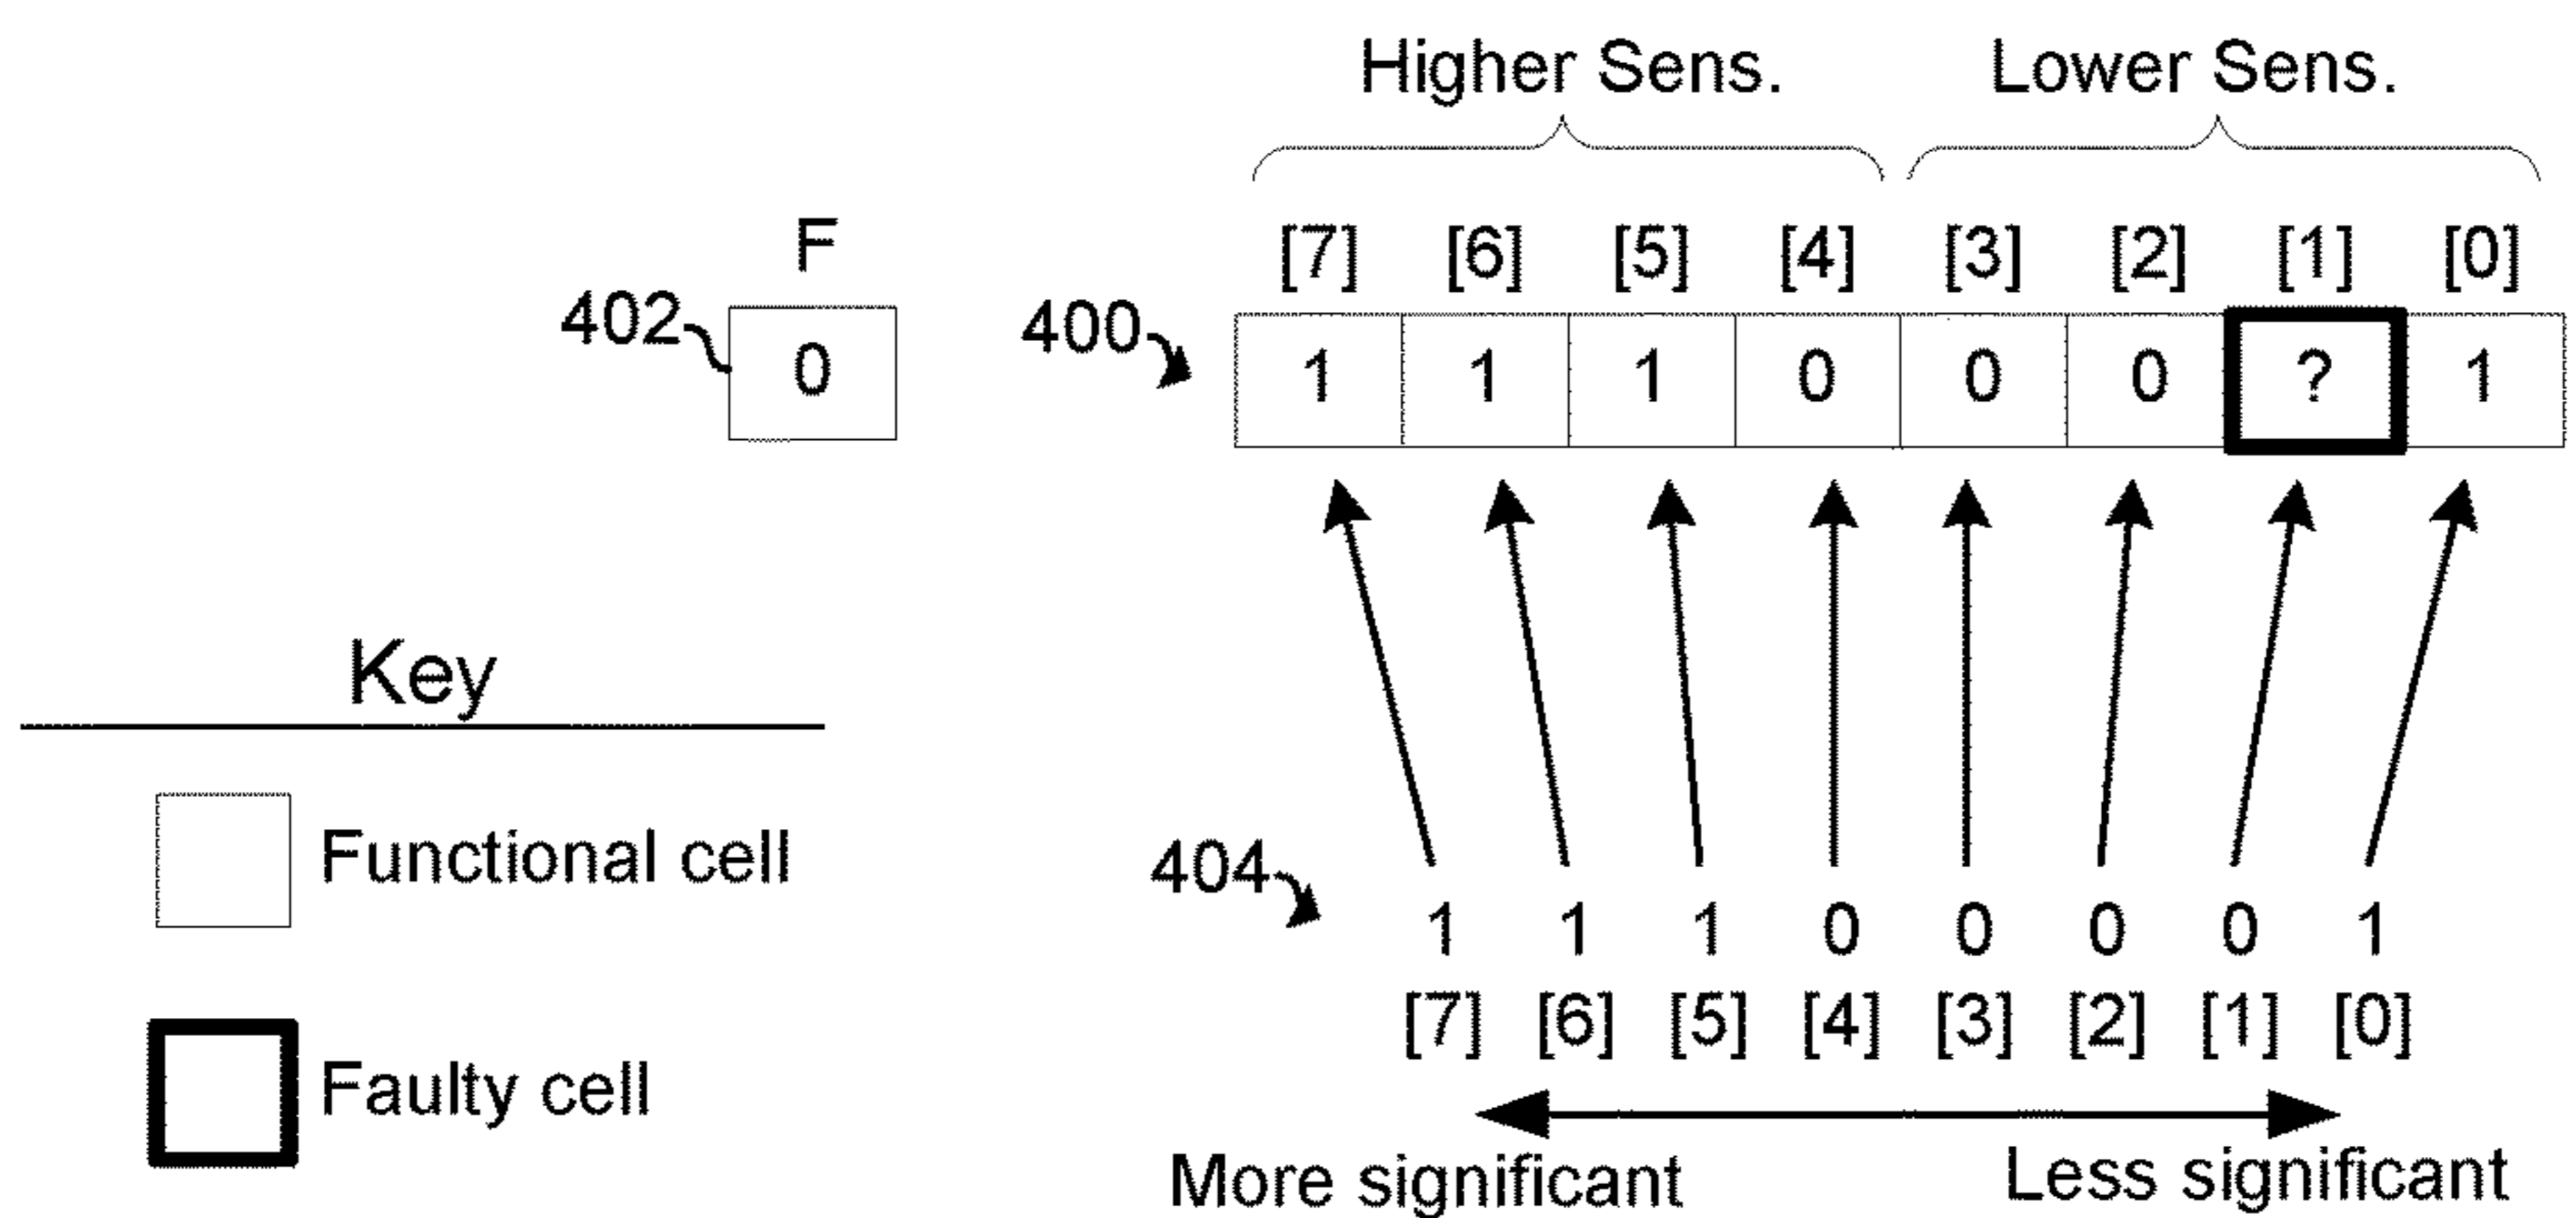 Higher Sens. Lower Sens.
F [7] [6] [5] [4] [3] [2] [1] [0]
402 0 400 1 1 1 0 0 0 ? 1
Key
Functional cell
404 1 1 1 0 0 0 0 1
[7] [6] [5] [4] [3] [2] [1] [0]
Faulty cell
More significant Less significant